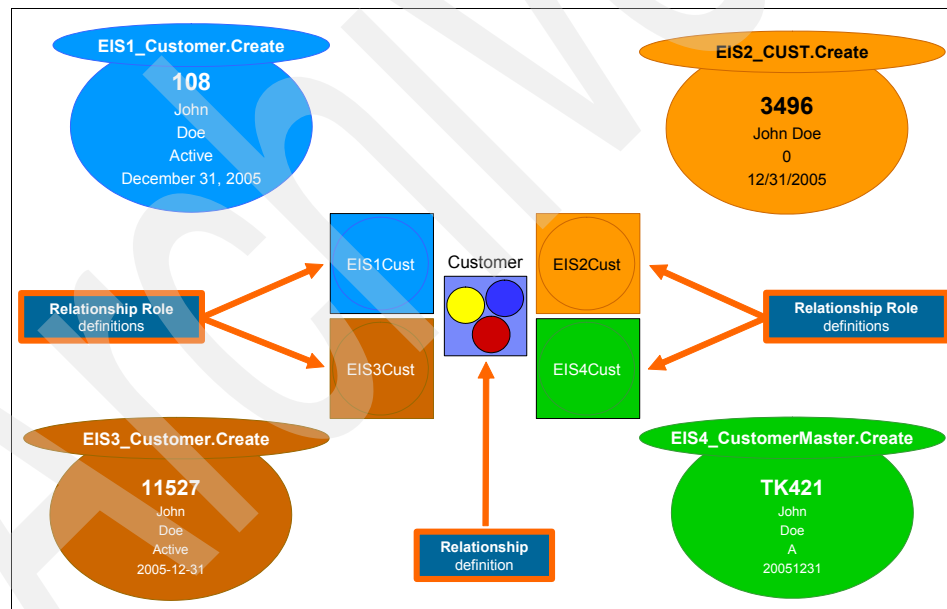 EIS1_Customer.Create
108
John
Doe
Active
December 31, 2005
EIS2_CUST.Create
3496
John Doe
0
12/31/2005
EIS1Cust
Customer
EIS2Cust
Relationship Role
definitions
Relationship Role
definitions
EIS3Cust
EIS4Cust
EIS3_Customer.Create
11527
John
Doe
Active
2005-12-31
EIS4_CustomerMaster.Create
TK421
John
Doe
A
20051231
Relationship
definition